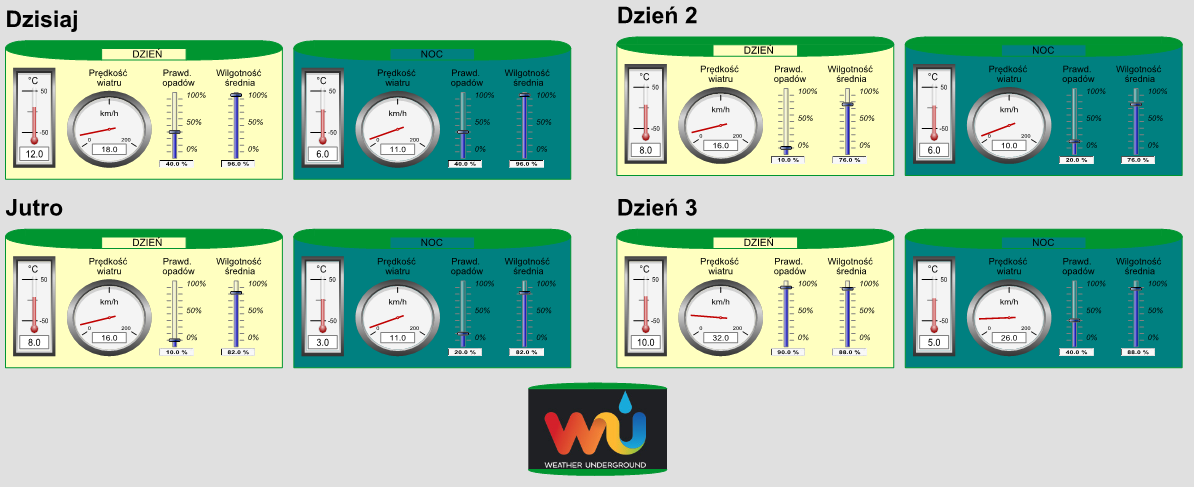 Dzisiaj
DZIEŃ
°C
50
-50
12.0
Prędkość
wiatru
km/h
0
200
18.0
Prawd.
opadów
40.0 %
Wilgotność
średnia
100%
50%
0%
96.0 %
NOC
°C
50
-50
6.0
Prędkość
wiatru
km/h
0
200
11.0
Prawd.
opadów
100%
50%
0%
40.0 %
Wilgotność
średnia
100%
50%
0%
96.0 %
Dzień 2
DZIEŃ
°C
50
-50
8.0
Prędkość
wiatru
km/h
0
200
16.0
Prawd.
opadów
100%
50%
0%
10.0 %
Wilgotność
średnia
100%
50%
0%
76.0 %
NOC
°C
50
-50
6.0
Prędkość
wiatru
km/h
0
200
10.0
Prawd.
opadów
100%
50%
0%
20.0 %
Wilgotność
średnia
100%
50%
0%
76.0 %
Jutro
DZIEŃ
°C
50
-50
8.0
Prędkość
wiatru
km/h
0
200
16.0
Prawd.
opadów
100%
50%
0%
10.0 %
Wilgotność
średnia
100%
50%
0%
82.0 %
NOC
°C
50
-50
3.0
Prędkość
wiatru
km/h
0
200
11.0
Prawd.
opadów
100%
50%
0%
20.0 %
Wilgotność
średnia
100%
50%
0%
82.0 %
Dzień 3
DZIEŃ
°C
50
-50
10.0
Prędkość
wiatru
km/h
0
200
32.0
Prawd.
opadów
100%
50%
0%
90.0 %
Wilgotność
średnia
100%
50%
0%
88.0 %
NOC
°C
50
-50
5.0
Prędkość
wiatru
km/h
0
200
26.0
Prawd.
opadów
100%
50%
0%
40.0 %
Wilgotność
średnia
100%
50%
0%
88.0 %
WU
WEATHER UNDERGROUND